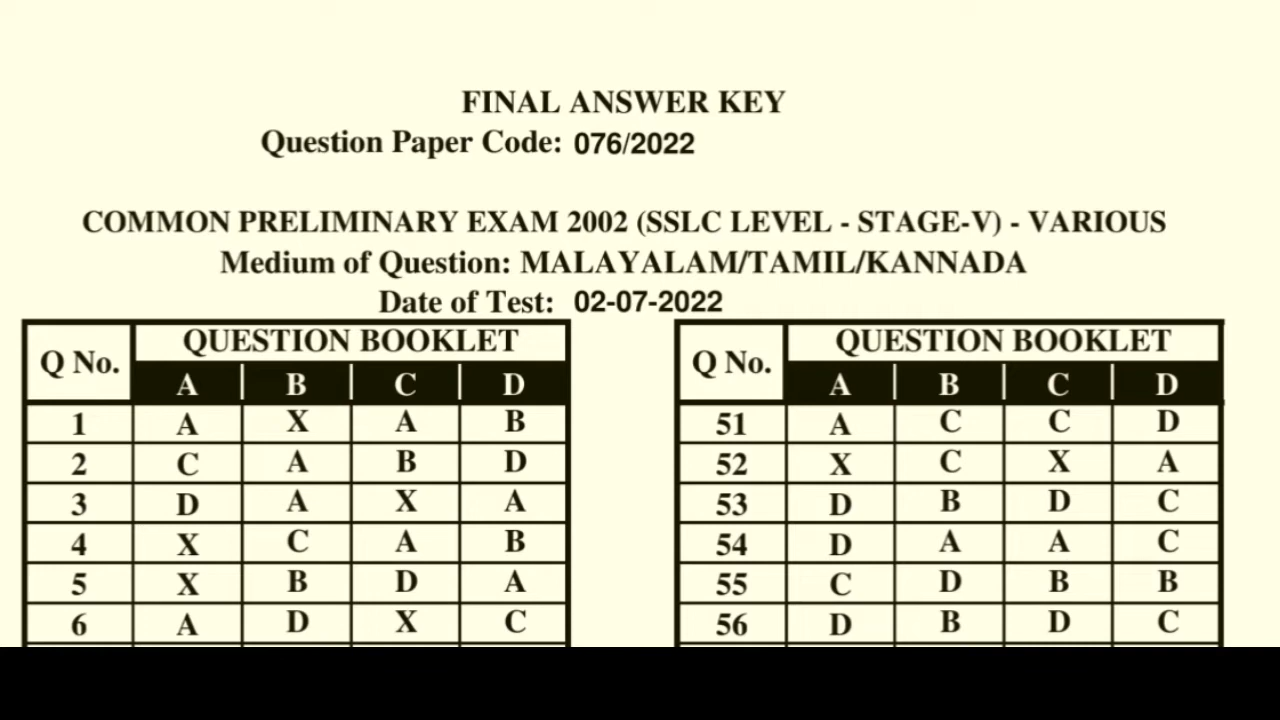 FINAL ANSWER KEY
Question Paper Code: 076/2022
COMMON PRELIMINARY EXAM 2002 (SSLC LEVEL - STAGE-V) - VARIOUS
Medium of Question: MALAYALAM/TAMIL/KANNADA
Date of Test: 02-07-2022
Q No. QUESTION BOOKLET
A B C D
1 A X A B
2 C A B D
3 D A X A
4 X C A B
5 X B D A
6 A D X C
Q No. QUESTION BOOKLET
A B C D
51 A C C D
52 X C X A
53 D B D C
54 D A A C
55 C D B B
56 D B D C